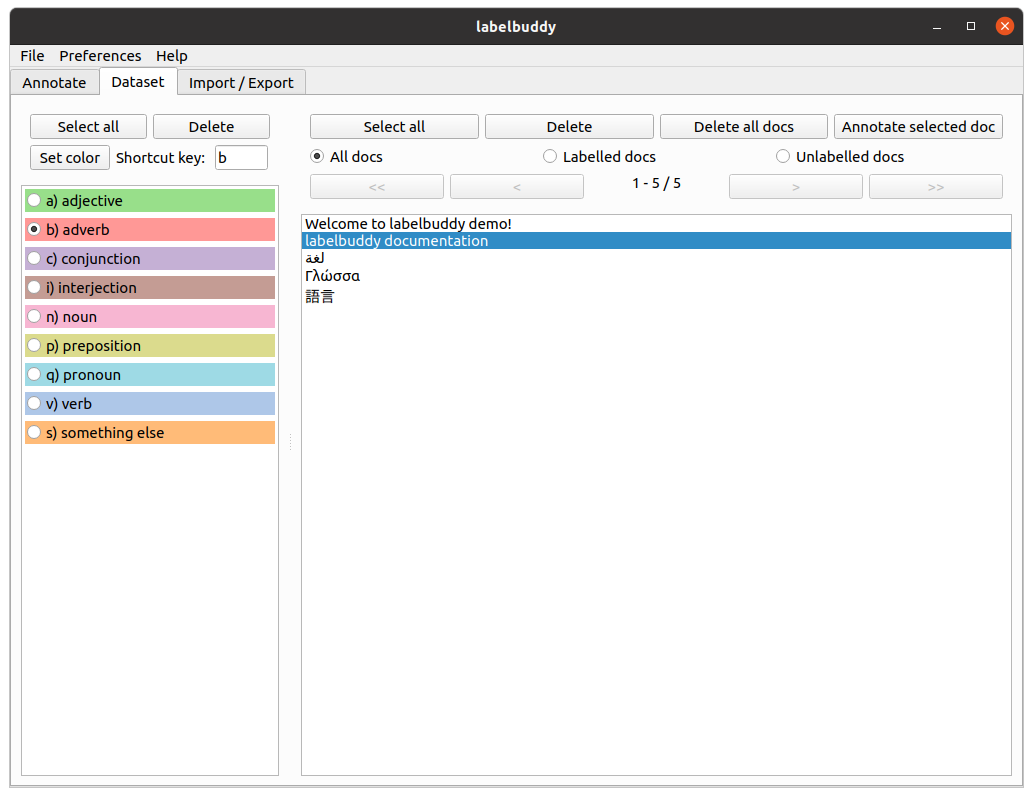 labelbuddy
File Preferences Help
Annotate Dataset Import / Export
Select all Delete
Set color Shortcut key: b
a) adjective
b) adverb
c) conjunction
i) interjection
n) noun
p) preposition
q) pronoun
v) verb
s) something else
Select all Delete Delete all docs Annotate selected doc
All docs Labelled docs Unlabelled docs
<< < 1 - 5 / 5 > >>
Welcome to labelbuddy demo!
labelbuddy documentation
لغة
Γλώσσα
語言